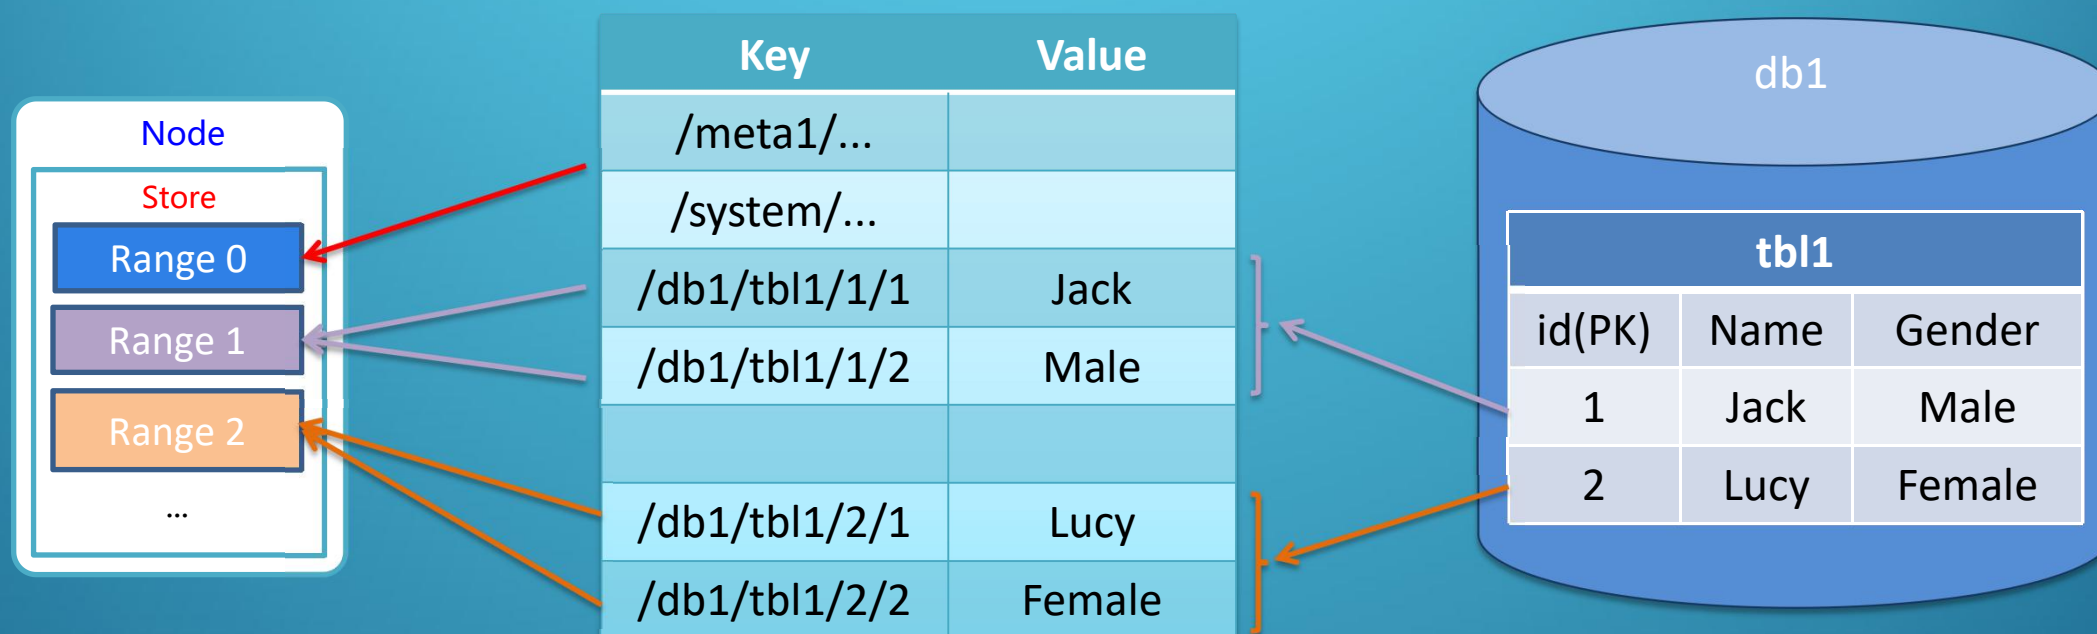 Node
Store
Range 0
Range 1
Range 2
...
Key Value
/meta1/...
/system/...
/db1/tbl1/1/1 Jack
/db1/tbl1/1/2 Male
/db1/tbl1/2/1 Lucy
/db1/tbl1/2/2 Female
db1
tbl1
id(PK) Name Gender
1 Jack Male
2 Lucy Female